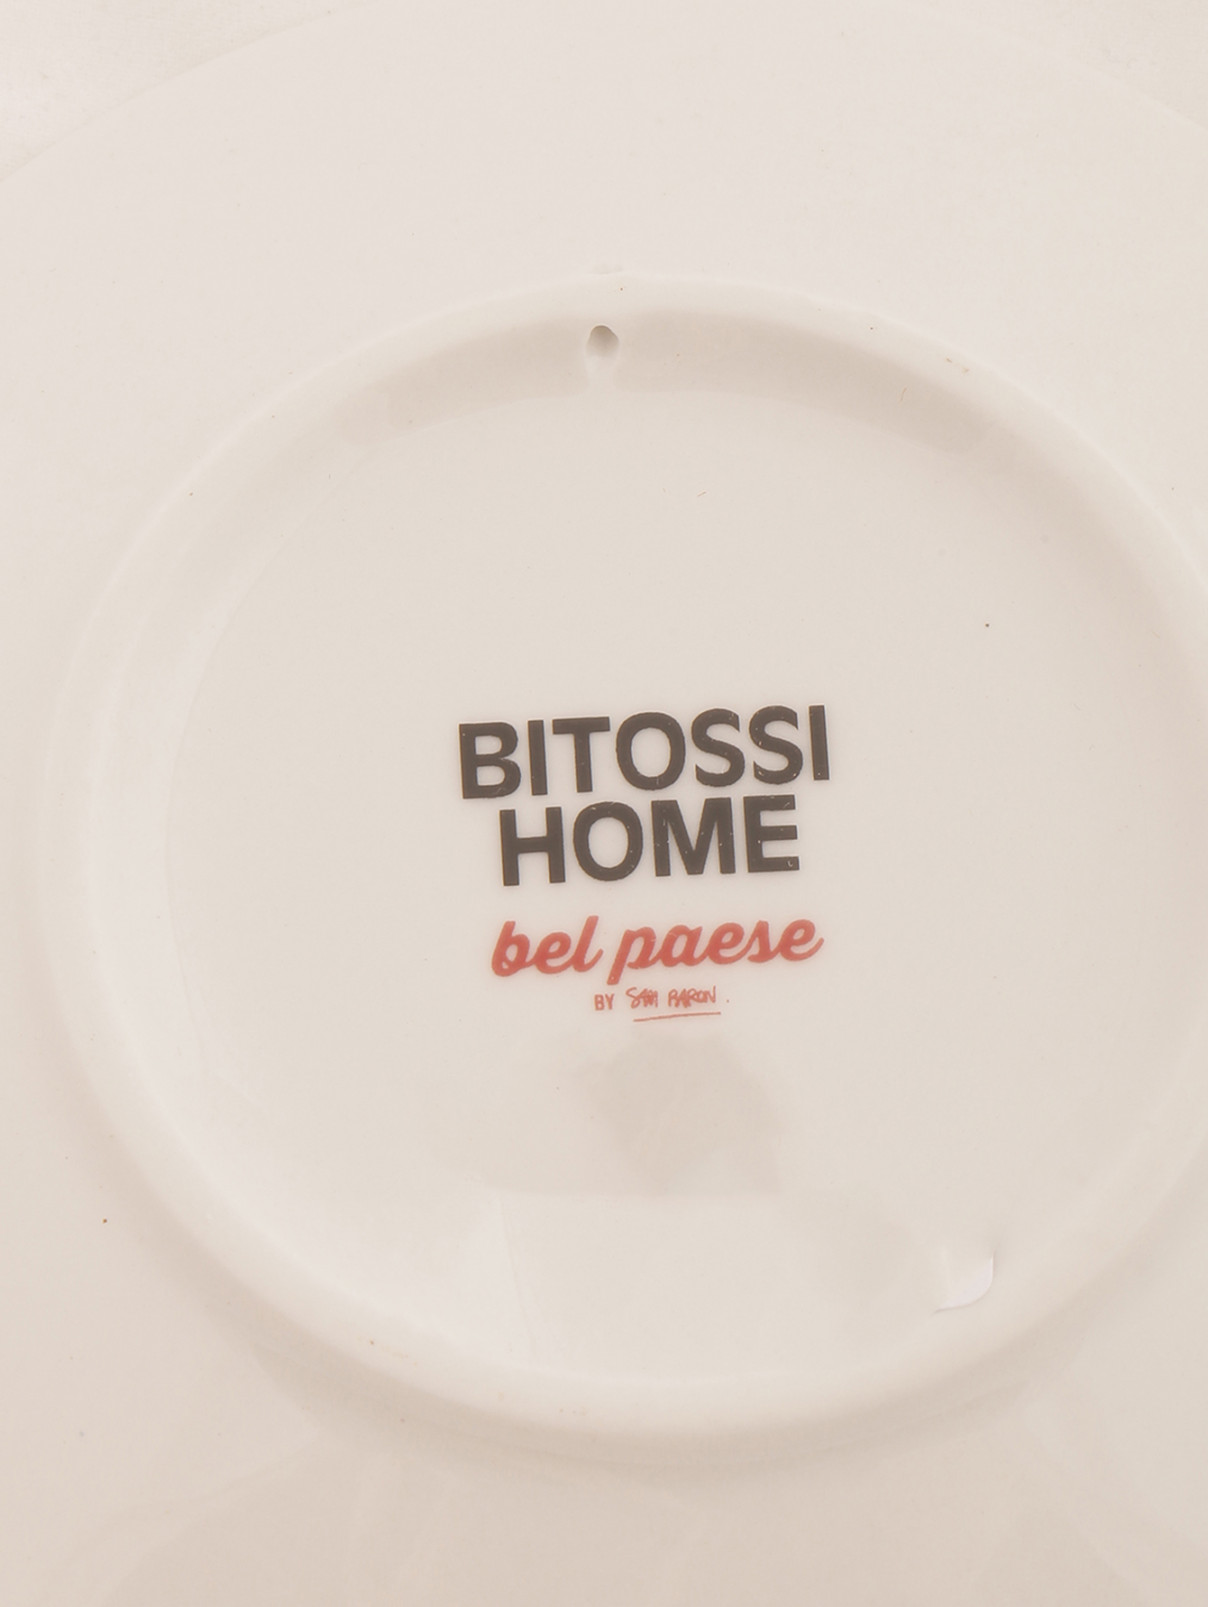 BITOSSI
HOME
bel paese
BY SAM BARON.